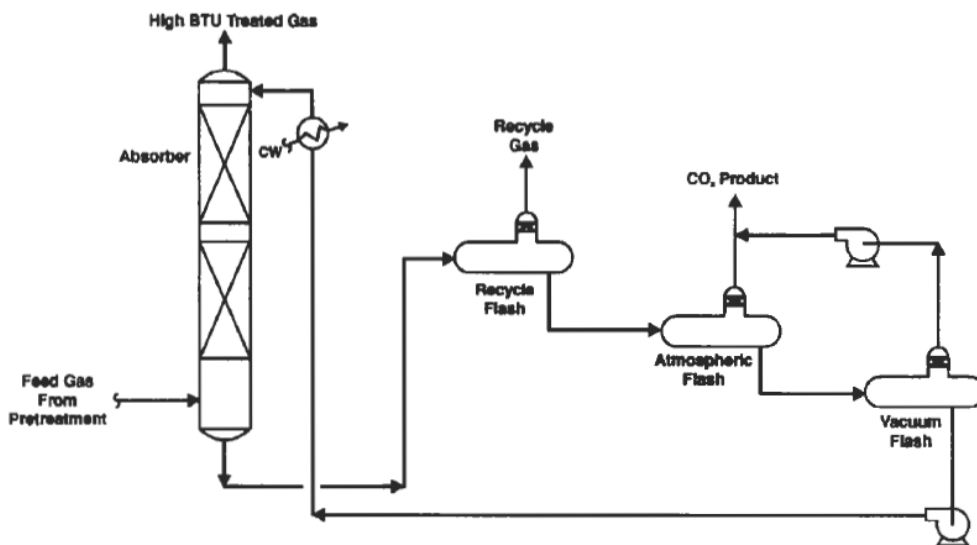 High BTU Treated Gas
Absorber
CW
Recycle
Gas
CO₂ Product
Recycle
Flash
Atmospheric
Flash
Vacuum
Flash
Feed Gas
From
Pretreatment